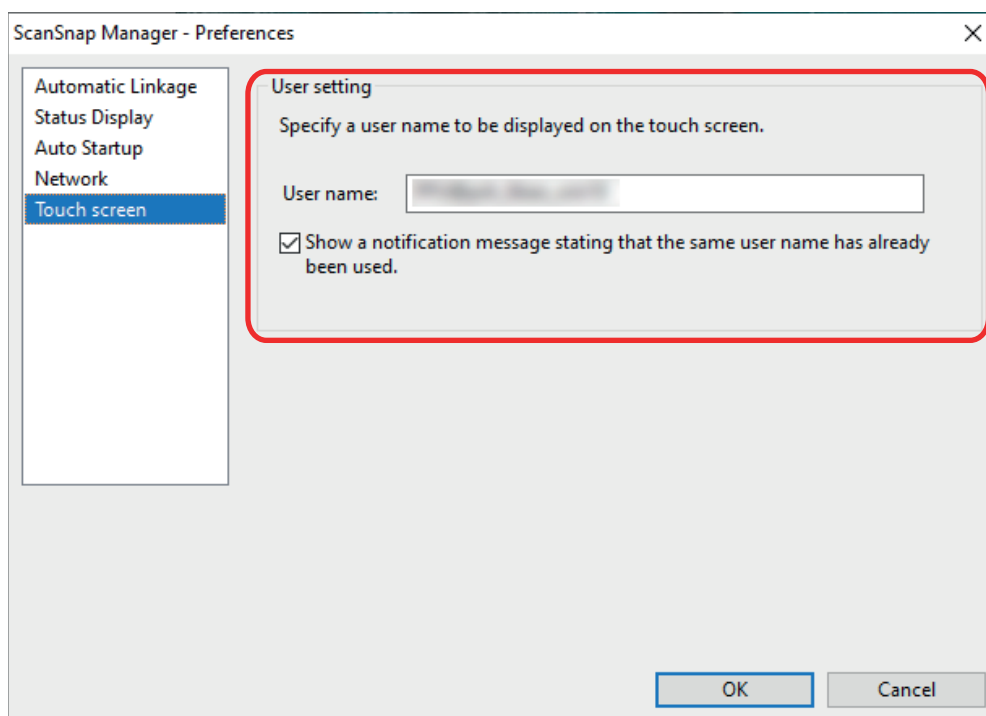 ScanSnap Manager - Preferences
Automatic Linkage
Status Display
Auto Startup
Network
Touch screen
User setting
Specify a user name to be displayed on the touch screen.
User name:
Show a notification message stating that the same user name has already
been used.
OK
Cancel